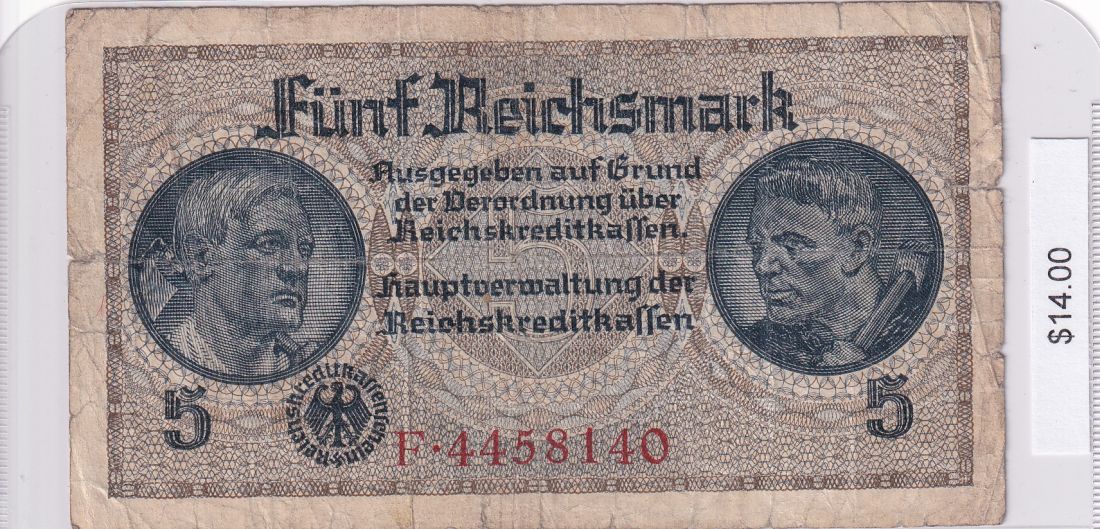 Fünf Reichsmark
Ausgegeben auf Grund
der Verordnung über
Reichskreditkassen.
Hauptverwaltung der
Reichskreditkassen
5
5
F·4458140
$14.00